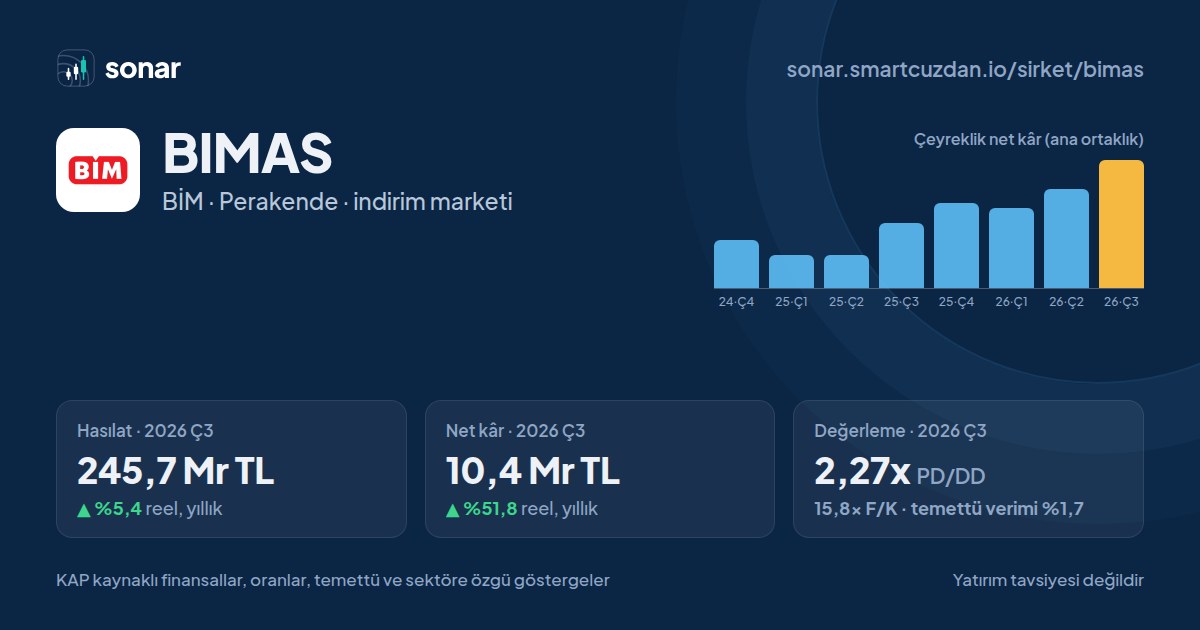 sonar
sonar.smartcuzdan.io/sirket/bimas
BİM
BIMAS
BİM · Perakende · indirim marketi
Çeyreklik net kâr (ana ortaklık)
24·Ç4 25·Ç1 25·Ç2 25·Ç3 25·Ç4 26·Ç1 26·Ç2 26·Ç3
Hasılat · 2026 Ç3
245,7 Mr TL
▲ %5,4 reel, yıllık
Net kâr · 2026 Ç3
10,4 Mr TL
▲ %51,8 reel, yıllık
Değerleme · 2026 Ç3
2,27x PD/DD
15,8× F/K · temettü verimi %1,7
KAP kaynaklı finansallar, oranlar, temettü ve sektöre özgü göstergeler
Yatırım tavsiyesi değildir